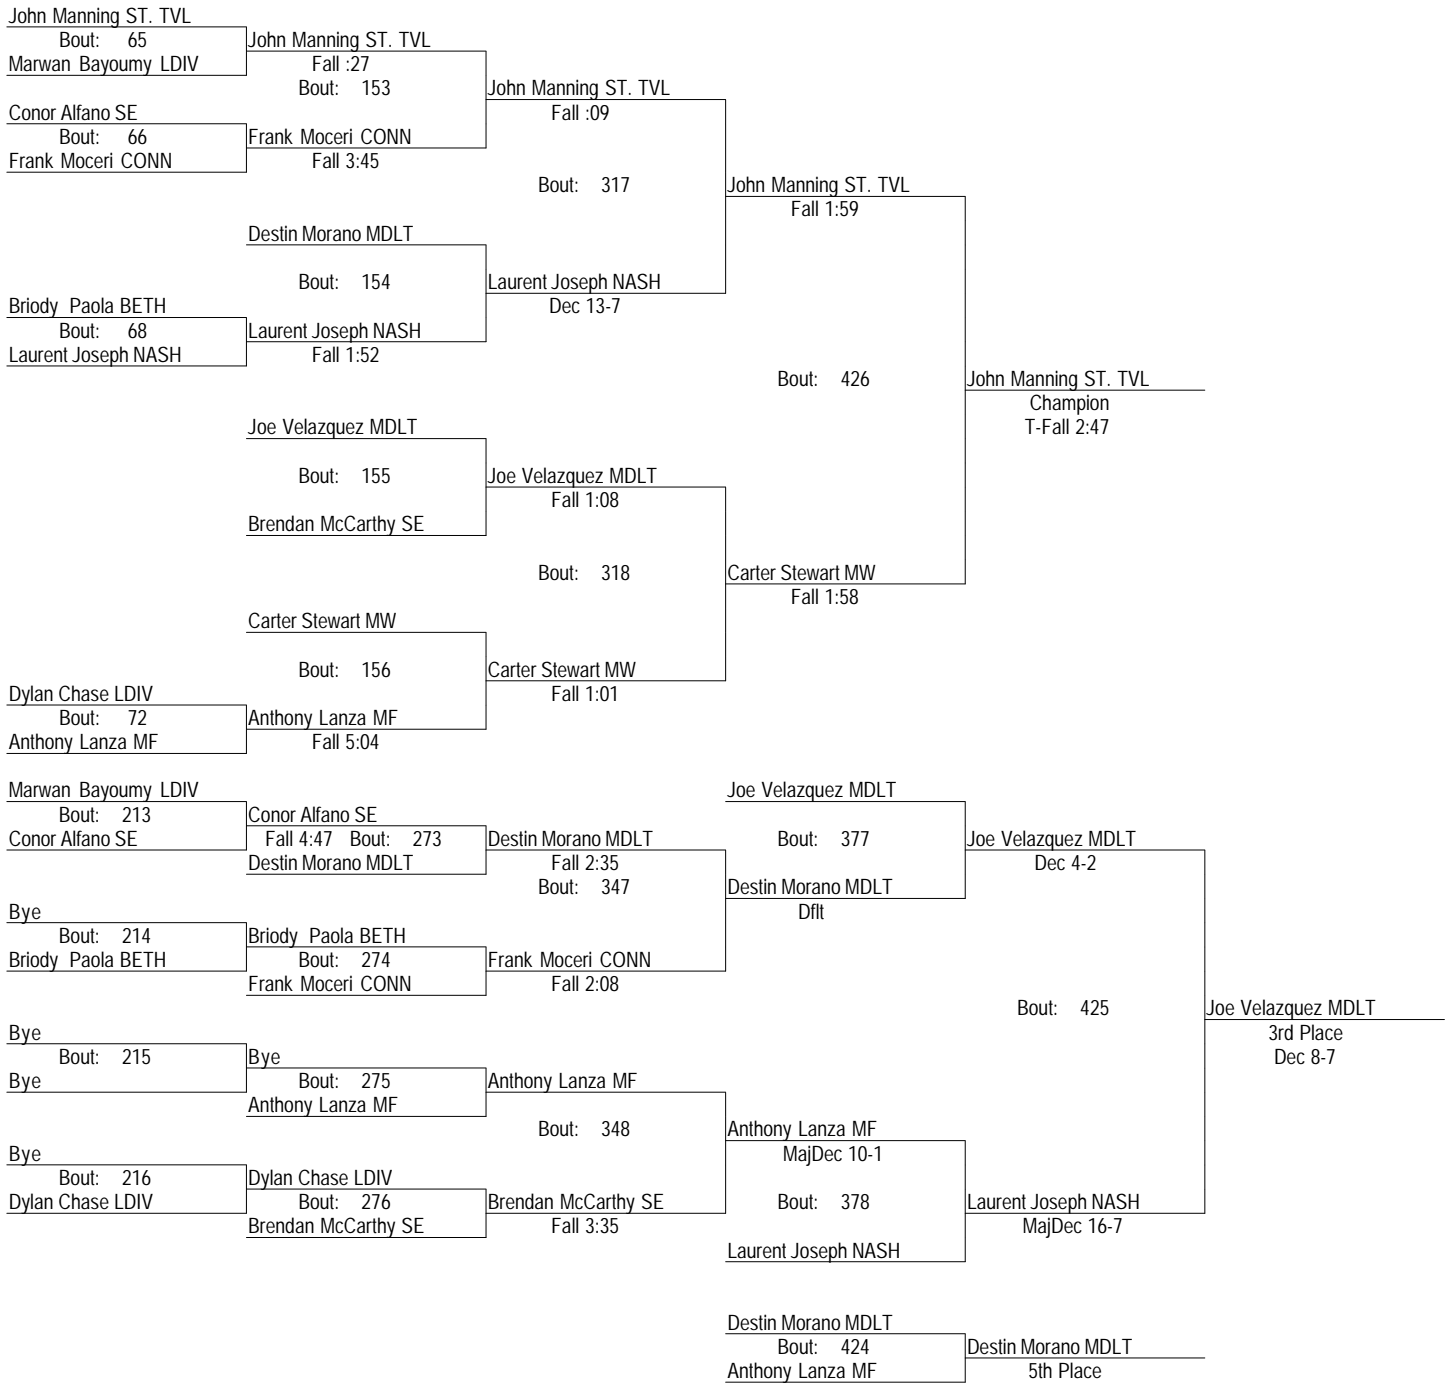 John Manning ST. TVL
Bout: 65
Marwan Bayoumy LDIV
John Manning ST. TVL
Fall :27
Bout: 153
John Manning ST. TVL
Fall :09
Conor Alfano SE
Bout: 66
Frank Moceri CONN
Frank Moceri CONN
Fall 3:45
Bout: 317
John Manning ST. TVL
Fall 1:59
Destin Morano MDLT
Bout: 154
Laurent Joseph NASH
Dec 13-7
Briody Paola BETH
Bout: 68
Laurent Joseph NASH
Laurent Joseph NASH
Fall 1:52
Bout: 426
John Manning ST. TVL
Champion
T-Fall 2:47
Joe Velazquez MDLT
Bout: 155
Joe Velazquez MDLT
Fall 1:08
Brendan McCarthy SE
Bout: 318
Carter Stewart MW
Fall 1:58
Carter Stewart MW
Bout: 156
Carter Stewart MW
Fall 1:01
Dylan Chase LDIV
Bout: 72
Anthony Lanza MF
Anthony Lanza MF
Fall 5:04
Marwan Bayoumy LDIV
Bout: 213
Conor Alfano SE
Conor Alfano SE
Fall 4:47 Bout: 273
Destin Morano MDLT
Destin Morano MDLT
Fall 2:35
Bout: 347
Joe Velazquez MDLT
Bout: 377
Destin Morano MDLT
Dflt
Joe Velazquez MDLT
Dec 4-2
Bye
Bout: 214
Briody Paola BETH
Briody Paola BETH
Bout: 274
Frank Moceri CONN
Frank Moceri CONN
Fall 2:08
Bout: 425
Joe Velazquez MDLT
3rd Place
Dec 8-7
Bye
Bout: 215
Bye
Bye
Bout: 275
Anthony Lanza MF
Anthony Lanza MF
Bout: 348
Anthony Lanza MF
MajDec 10-1
Bye
Bout: 216
Dylan Chase LDIV
Dylan Chase LDIV
Bout: 276
Brendan McCarthy SE
Brendan McCarthy SE
Fall 3:35
Bout: 378
Laurent Joseph NASH
Laurent Joseph NASH
MajDec 16-7
Destin Morano MDLT
Bout: 424
Anthony Lanza MF
Destin Morano MDLT
5th Place